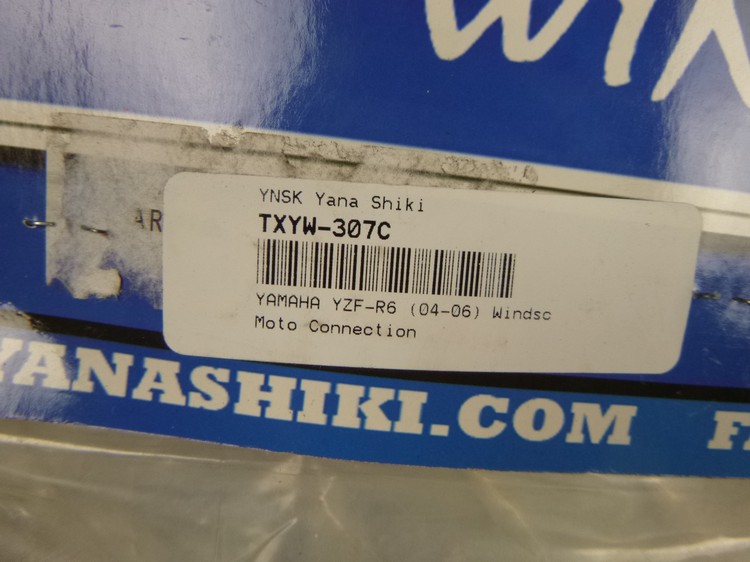 YNSK Yana Shiki
TXYW-307C
YAMAHA YZF-R6 (04-06) Windsc
Moto Connection
YANASHIKI.COM